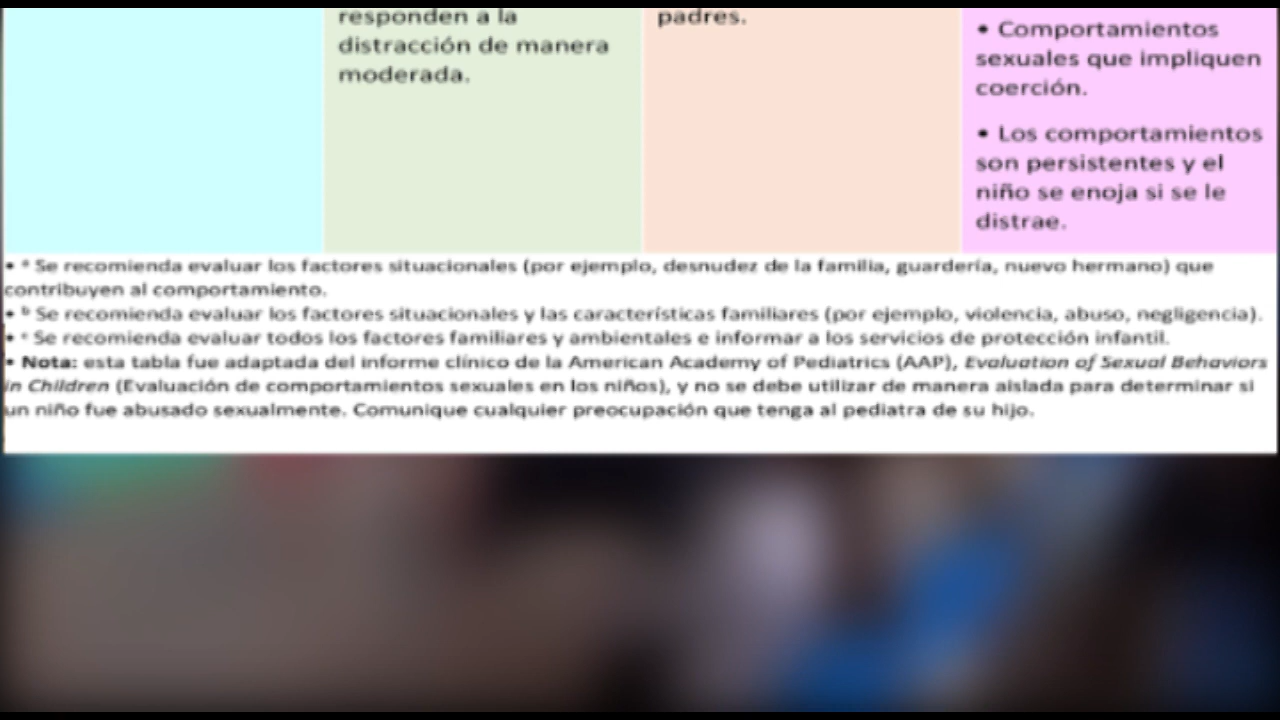 responden a la
distracción de manera
moderada.
padres.
• Comportamientos
sexuales que impliquen
coerción.
• Los comportamientos
son persistentes y el
niño se enoja si se le
distrae.
• ª Se recomienda evaluar los factores situacionales (por ejemplo, desnudez de la familia, guardería, nuevo hermano) que
contribuyen al comportamiento.
• ᵇ Se recomienda evaluar los factores situacionales y las características familiares (por ejemplo, violencia, abuso, negligencia).
• ᶜ Se recomienda evaluar todos los factores familiares y ambientales e informar a los servicios de protección infantil.
• Nota: esta tabla fue adaptada del informe clínico de la American Academy of Pediatrics (AAP), Evaluation of Sexual Behaviors
in Children (Evaluación de comportamientos sexuales en los niños), y no se debe utilizar de manera aislada para determinar si
un niño fue abusado sexualmente. Comunique cualquier preocupación que tenga al pediatra de su hijo.